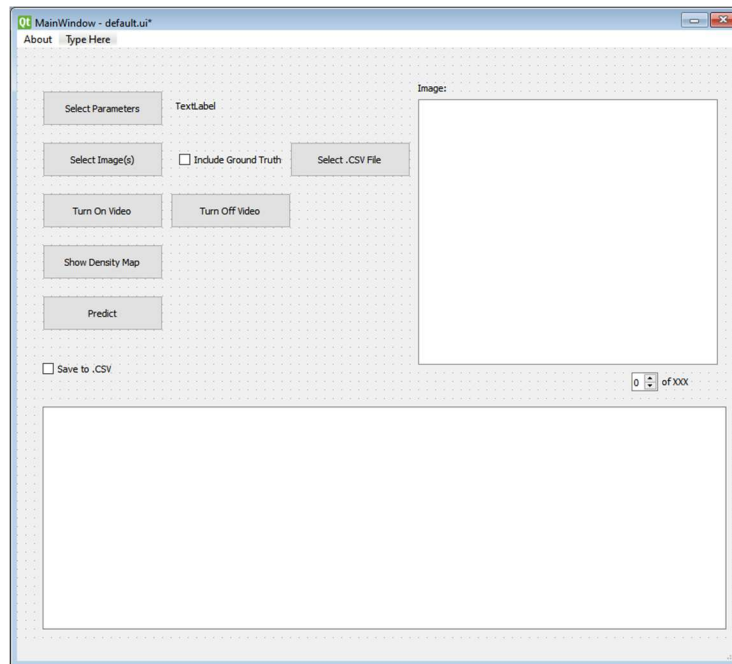 Qt MainWindow - default.ui*
About Type Here
Image:
Select Parameters TextLabel
Select Image(s) Include Ground Truth Select .CSV File
Turn On Video Turn Off Video
Show Density Map
Predict
Save to .CSV
0 of XXX